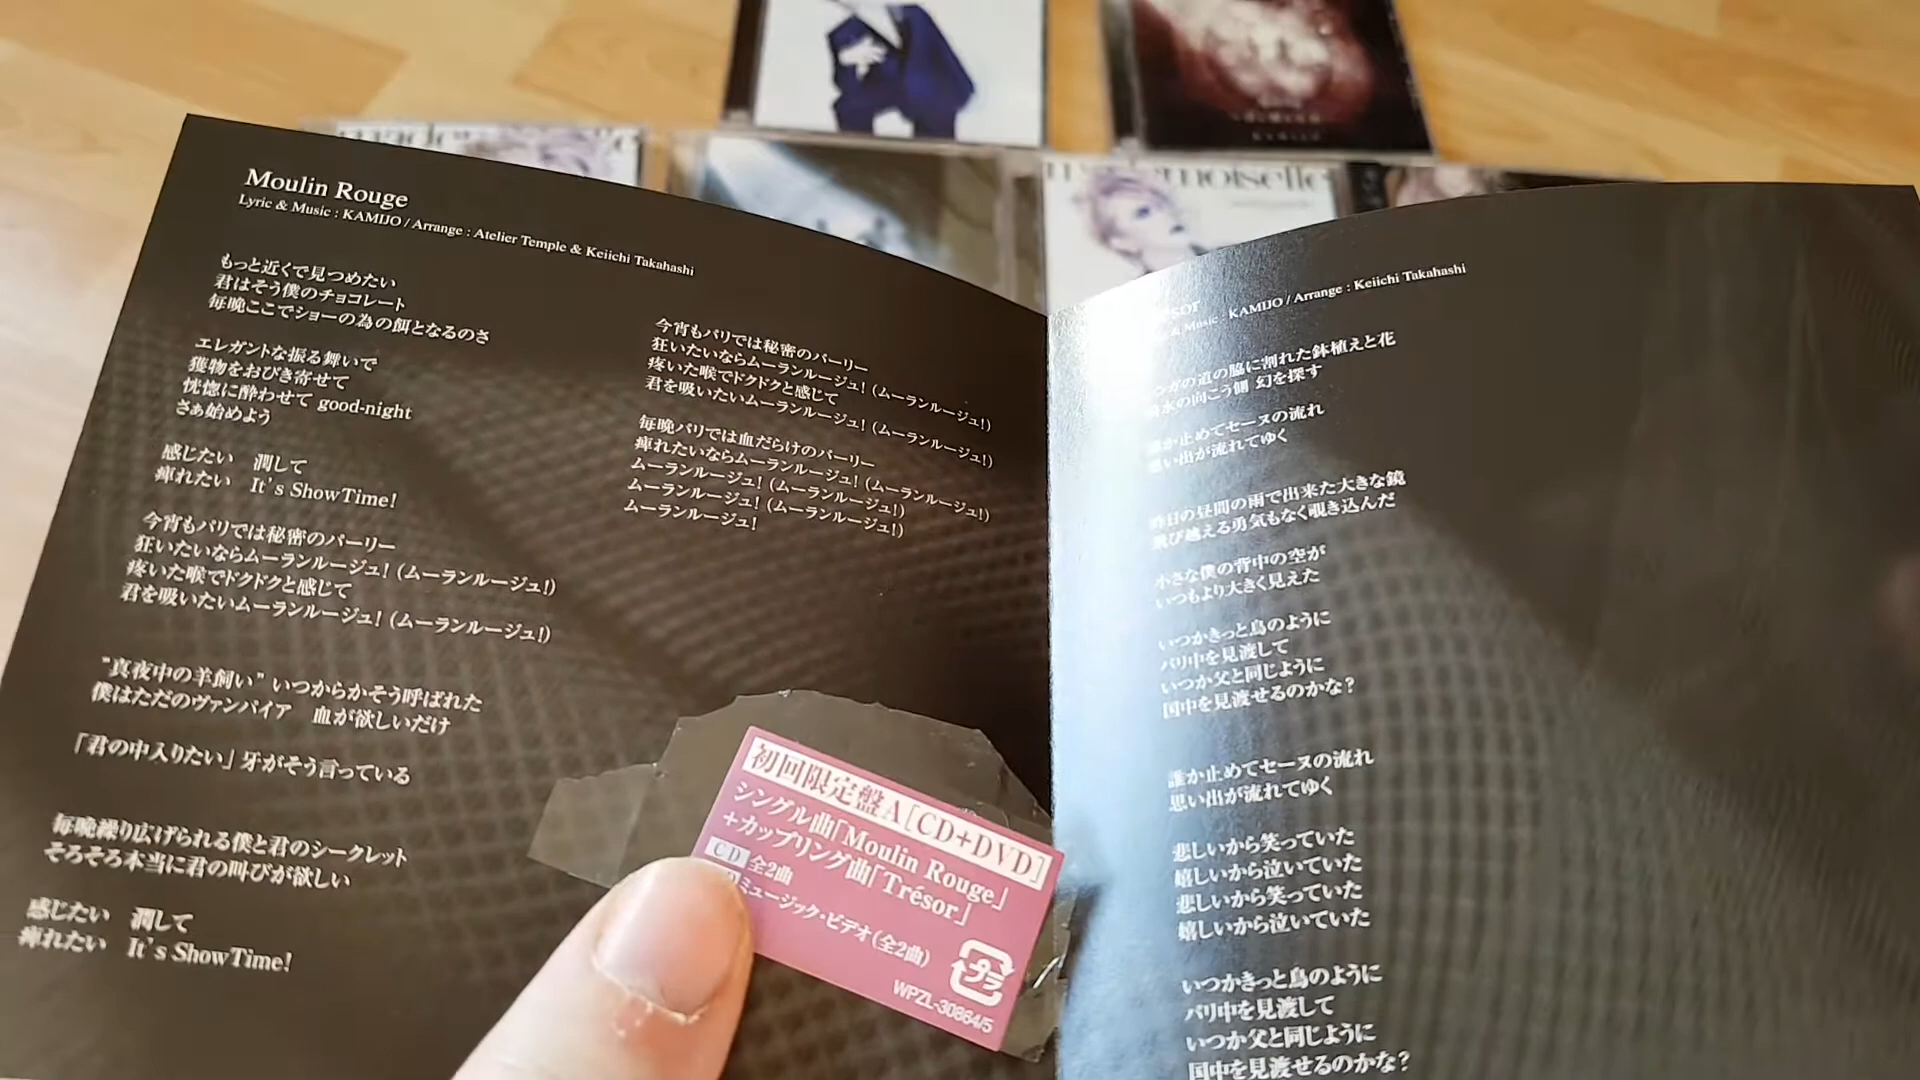 Moulin Rouge
Lyric & Music : KAMIJO / Arrange : Atelier Temple & Keiichi Takahashi
もっと近くで見つめたい
君はそう僕のチョコレート
毎晩ここでショーの為の餌となるのさ
エレガントな振る舞いで
獲物をおびき寄せて
恍惚に酔わせて good-night
さぁ始めよう
感じたい 潤して
痺れたい It's ShowTime!
今宵もパリでは秘密のパーリー
狂いたいならムーランルージュ! (ムーランルージュ!)
疼いた喉でドクドクと感じて
君を吸いたいムーランルージュ! (ムーランルージュ!)
"真夜中の羊飼い" いつからかそう呼ばれた
僕はただのヴァンパイア 血が欲しいだけ
「君の中入りたい」牙がそう言っている
毎晩繰り広げられる僕と君のシークレット
そろそろ本当に君の叫びが欲しい
感じたい 潤して
痺れたい It's ShowTime!
今宵もパリでは秘密のパーリー
狂いたいならムーランルージュ! (ムーランルージュ!)
疼いた喉でドクドクと感じて
君を吸いたいムーランルージュ! (ムーランルージュ!)
毎晩パリでは血だらけのパーリー
痺れたいならムーランルージュ! (ムーランルージュ!)
ムーランルージュ! (ムーランルージュ!)
ムーランルージュ! (ムーランルージュ!)
ムーランルージュ!
初回限定盤A[CD+DVD]
シングル曲「Moulin Rouge」
+カップリング曲「Trésor」
CD 全2曲
ミュージック・ビデオ(全2曲)
プラ
WPZL-30864/5
sor
& Music : KAMIJO / Arrange : Keiichi Takahashi
ンガの道の脇に割れた鉢植えと花
水の向こう側 幻を探す
誰か止めてセーヌの流れ
思い出が流れてゆく
昨日の昼間の雨で出来た大きな鏡
飛び越える勇気もなく覗き込んだ
小さな僕の背中の空が
いつもより大きく見えた
いつかきっと鳥のように
パリ中を見渡して
いつか父と同じように
国中を見渡せるのかな?
誰か止めてセーヌの流れ
思い出が流れてゆく
悲しいから笑っていた
嬉しいから泣いていた
悲しいから笑っていた
嬉しいから泣いていた
いつかきっと鳥のように
パリ中を見渡して
いつか父と同じように
国中を見渡せるのかな?